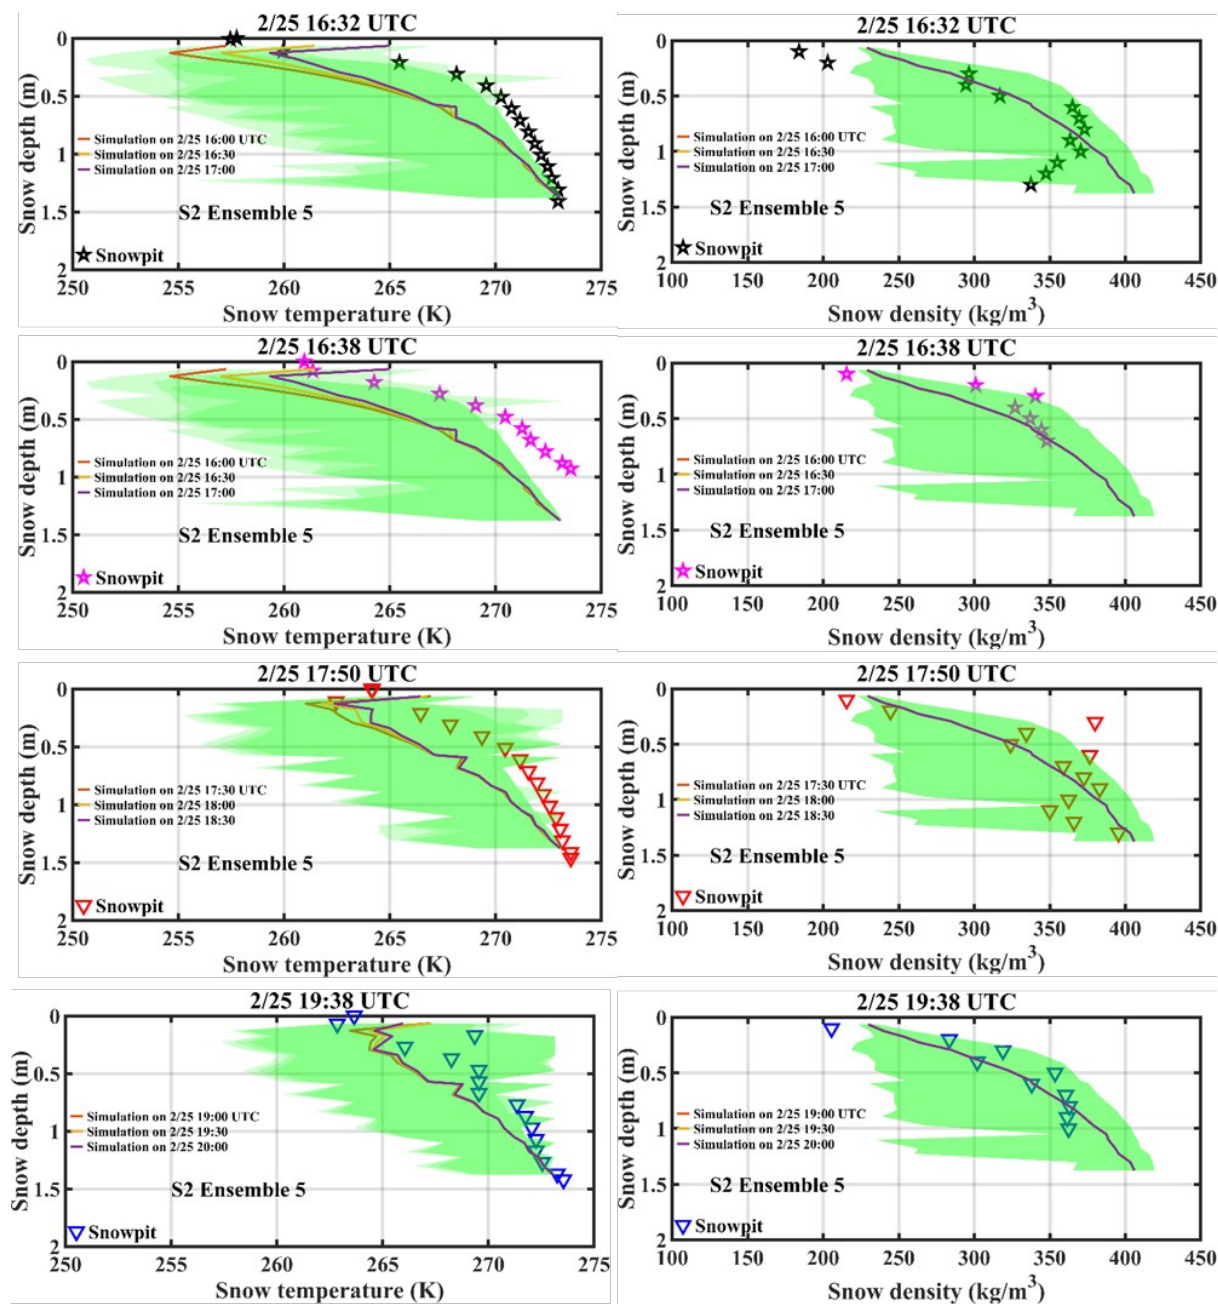 2/25 16:32 UTC
0
0.5
1
1.5
2
Snow depth (m)
Simulation on 2/25 16:00 UTC
Simulation on 2/25 16:30
Simulation on 2/25 17:00
S2 Ensemble 5
Snowpit
250 255 260 265 270 275
Snow temperature (K)
2/25 16:32 UTC
0
0.5
1
1.5
2
Snow depth (m)
Simulation on 2/25 16:00 UTC
Simulation on 2/25 16:30
Simulation on 2/25 17:00
S2 Ensemble 5
Snowpit
100 150 200 250 300 350 400 450
Snow density (kg/m³)
2/25 16:38 UTC
0
0.5
1
1.5
2
Snow depth (m)
Simulation on 2/25 16:00 UTC
Simulation on 2/25 16:30
Simulation on 2/25 17:00
S2 Ensemble 5
Snowpit
250 255 260 265 270 275
Snow temperature (K)
2/25 16:38 UTC
0
0.5
1
1.5
2
Snow depth (m)
Simulation on 2/25 16:00 UTC
Simulation on 2/25 16:30
Simulation on 2/25 17:00
S2 Ensemble 5
Snowpit
100 150 200 250 300 350 400 450
Snow density (kg/m³)
2/25 17:50 UTC
0
0.5
1
1.5
2
Snow depth (m)
Simulation on 2/25 17:30 UTC
Simulation on 2/25 18:00
Simulation on 2/25 18:30
S2 Ensemble 5
Snowpit
250 255 260 265 270 275
Snow temperature (K)
2/25 17:50 UTC
0
0.5
1
1.5
2
Snow depth (m)
Simulation on 2/25 17:30 UTC
Simulation on 2/25 18:00
Simulation on 2/25 18:30
S2 Ensemble 5
Snowpit
100 150 200 250 300 350 400 450
Snow density (kg/m³)
2/25 19:38 UTC
0
0.5
1
1.5
2
Snow depth (m)
Simulation on 2/25 19:00 UTC
Simulation on 2/25 19:30
Simulation on 2/25 20:00
S2 Ensemble 5
Snowpit
250 255 260 265 270 275
Snow temperature (K)
2/25 19:38 UTC
0
0.5
1
1.5
2
Snow depth (m)
Simulation on 2/25 19:00 UTC
Simulation on 2/25 19:30
Simulation on 2/25 20:00
S2 Ensemble 5
Snowpit
100 150 200 250 300 350 400 450
Snow density (kg/m³)